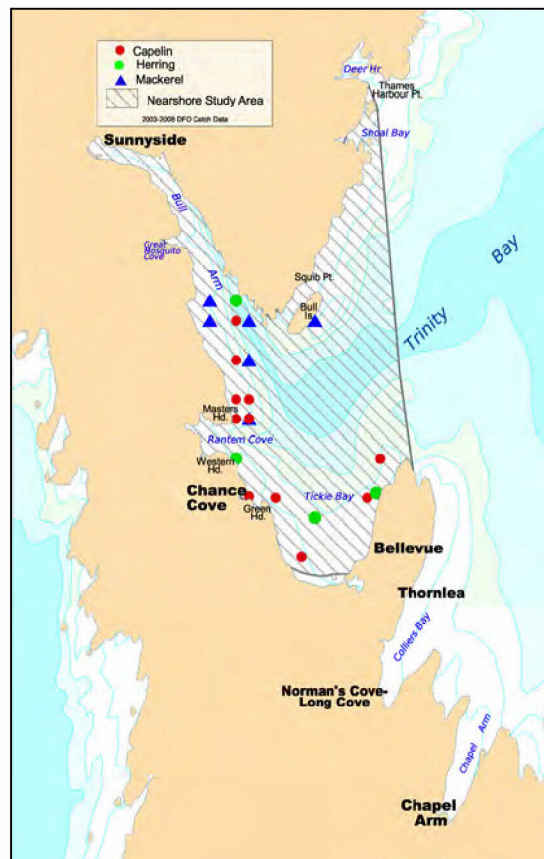 Capelin
Herring
Mackerel
Nearshore Study Area
2003-2008 DFO Catch Data
Deer Hr
Thames
Harbour Pt.
Shoal Bay
Sunnyside
Bull
Arm
Great
Mosquito
Cove
Squib Pt.
Bull
Is.
Trinity
Bay
Masters
Hd.
Rantem Cove
Western
Hd.
Chance
Cove
Green
Hd.
Tickle Bay
Bellevue
Thornlea
Colliers Bay
Norman's Cove-
Long Cove
Chapel Arm
Chapel
Arm